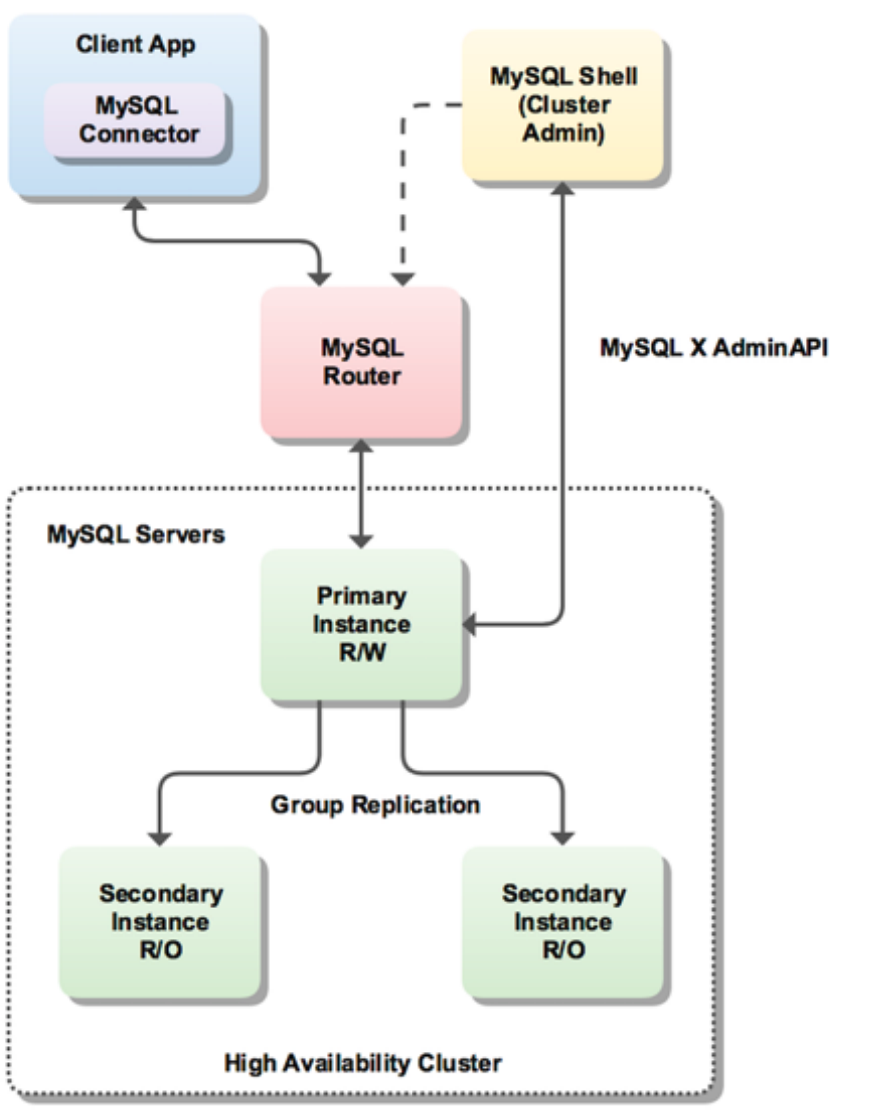 Client App
MySQL
Connector
MySQL Shell
(Cluster
Admin)
MySQL
Router
MySQL X AdminAPI
MySQL Servers
Primary
Instance
R/W
Group Replication
Secondary
Instance
R/O
Secondary
Instance
R/O
High Availability Cluster